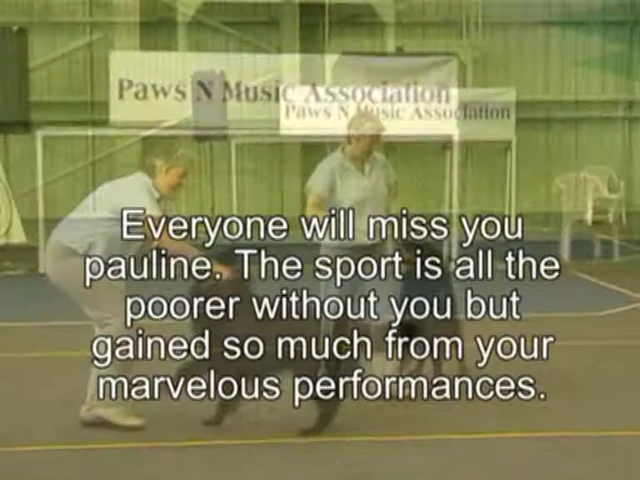 Paws N Music Association
Paws N Music Association
Everyone will miss you
pauline. The sport is all the
poorer without you but
gained so much from your
marvelous performances.